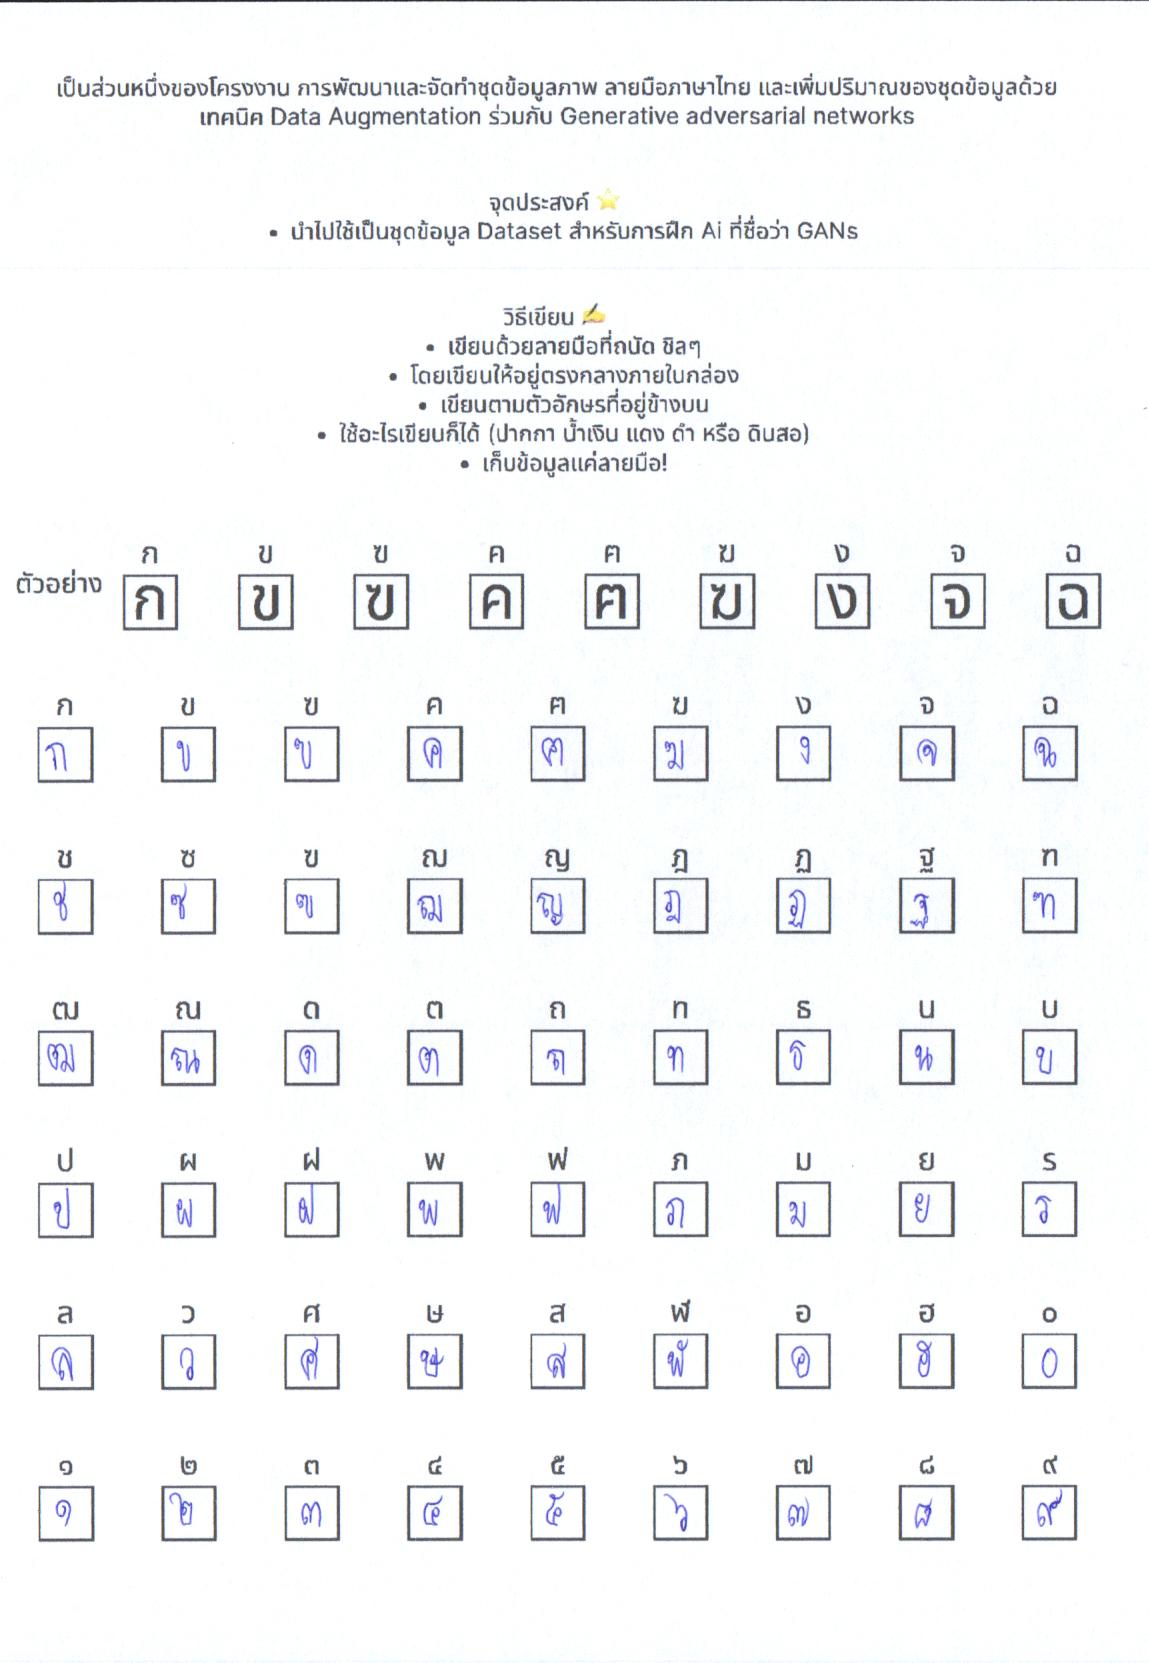 เป็นส่วนหนึ่งของโครงงาน การพัฒนาและจัดทำชุดข้อมูลภาพ ลายมือภาษาไทย และเพิ่มปริมาณของชุดข้อมูลด้วย
เทคนิค Data Augmentation ร่วมกับ Generative adversarial networks
จุดประสงค์ ⭐
• นำไปใช้เป็นชุดข้อมูล Dataset สำหรับการฝึก Ai ที่ชื่อว่า GANs
วิธีเขียน ✍
• เขียนด้วยลายมือที่ถนัด ชิลๆ
• โดยเขียนให้อยู่ตรงกลางภายในกล่อง
• เขียนตามตัวอักษรที่อยู่ข้างบน
• ใช้อะไรเขียนก็ได้ (ปากกา น้ำเงิน แดง ดำ หรือ ดินสอ)
• เก็บข้อมูลแค่ลายมือ!
ก ข ฃ ค ฅ ฆ ง จ ฉ
ตัวอย่าง ก ข ฃ ค ฅ ฆ ง จ ฉ
ก ข ฃ ค ฅ ฆ ง จ ฉ
ก ข ฃ ค ฅ ฆ ง จ ฉ
ช ซ ฃ ฌ ญ ฎ ฏ ฐ ฑ
ช ซ ฃ ฌ ญ ฎ ฏ ฐ ฑ
ฒ ณ ด ต ถ ท ธ น บ
ฒ ณ ด ต ถ ท ธ น บ
ป ผ ฝ พ ฟ ภ ม ย ร
ป ผ ฝ พ ฟ ภ ม ย ร
ล ว ศ ษ ส ฬ อ ฮ ๐
ล ว ศ ษ ส ฬ อ ฮ ๐
๑ ๒ ๓ ๔ ๕ ๖ ๗ ๘ ๙
๑ ๒ ๓ ๔ ๕ ๖ ๗ ๘ ๙